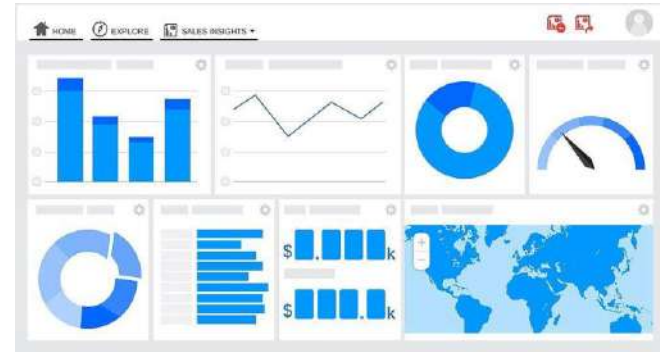 HOME EXPLORE SALES INSIGHTS
$ . k
$ . k
+
−